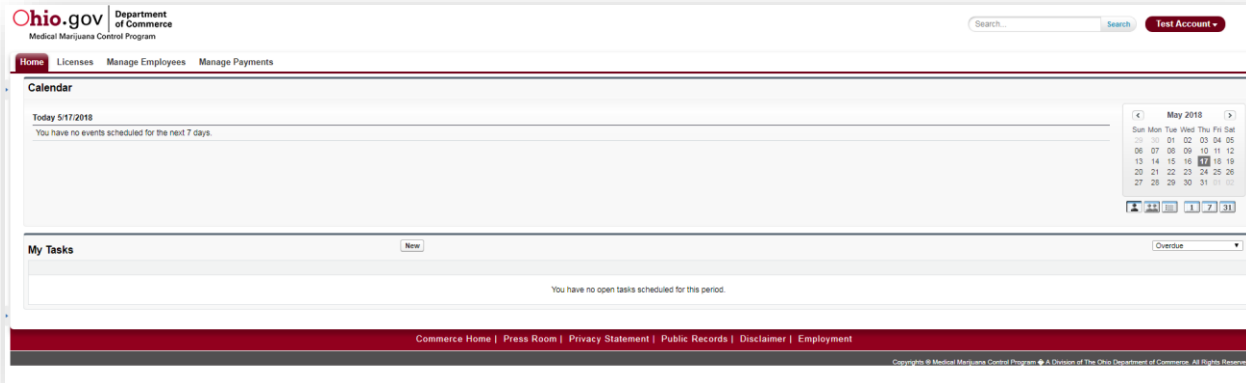 Ohio.gov Department of Commerce
Medical Marijuana Control Program
Search... Search Test Account
Home Licenses Manage Employees Manage Payments
Calendar
Today 5/17/2018
You have no events scheduled for the next 7 days.
May 2018
Sun Mon Tue Wed Thu Fri Sat
29 30 01 02 03 04 05
06 07 08 09 10 11 12
13 14 15 16 17 18 19
20 21 22 23 24 25 26
27 28 29 30 31 01 02
1 7 31
My Tasks New Overdue
You have no open tasks scheduled for this period.
Commerce Home | Press Room | Privacy Statement | Public Records | Disclaimer | Employment
Copyrights © Medical Marijuana Control Program � A Division of The Ohio Department of Commerce. All Rights Reserve